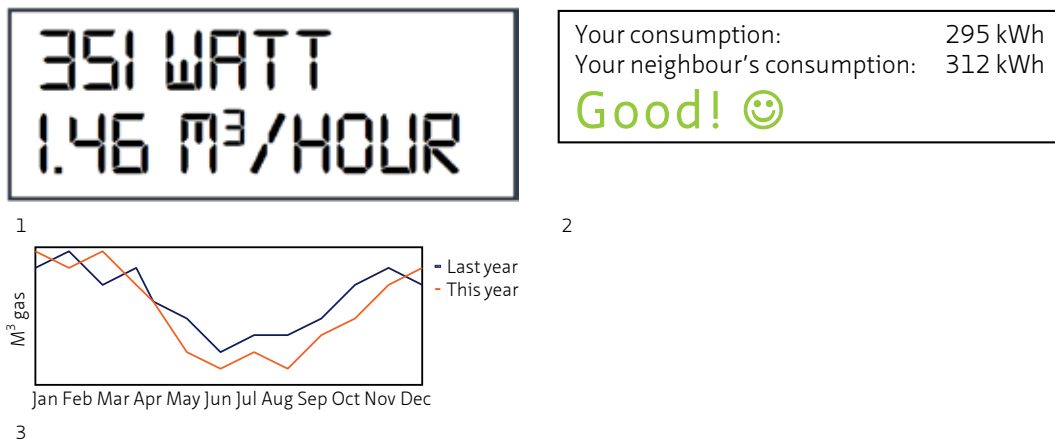 351 WATT
1.46 M³/HOUR
1
Your consumption: 295 kWh
Your neighbour's consumption: 312 kWh
Good! ☺
2
M³ gas
Last year
This year
Jan Feb Mar Apr May Jun Jul Aug Sep Oct Nov Dec
3